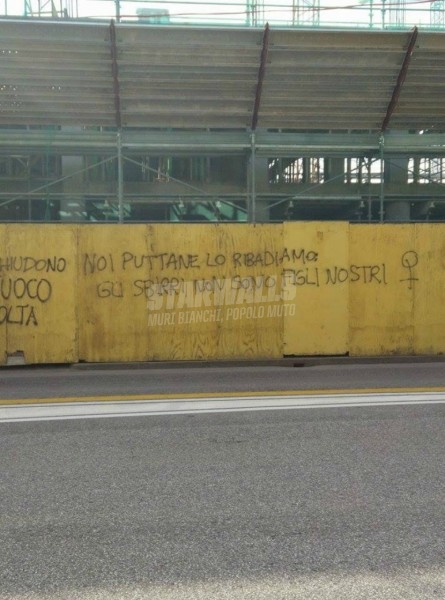 HIUDONO
UOCO
OLTA
NOI PUTTANE LO RIBADIAMO:
GLI SBIRRI NON SONO FIGLI NOSTRI ♀
STARWALLS
MURI BIANCHI, POPOLO MUTO